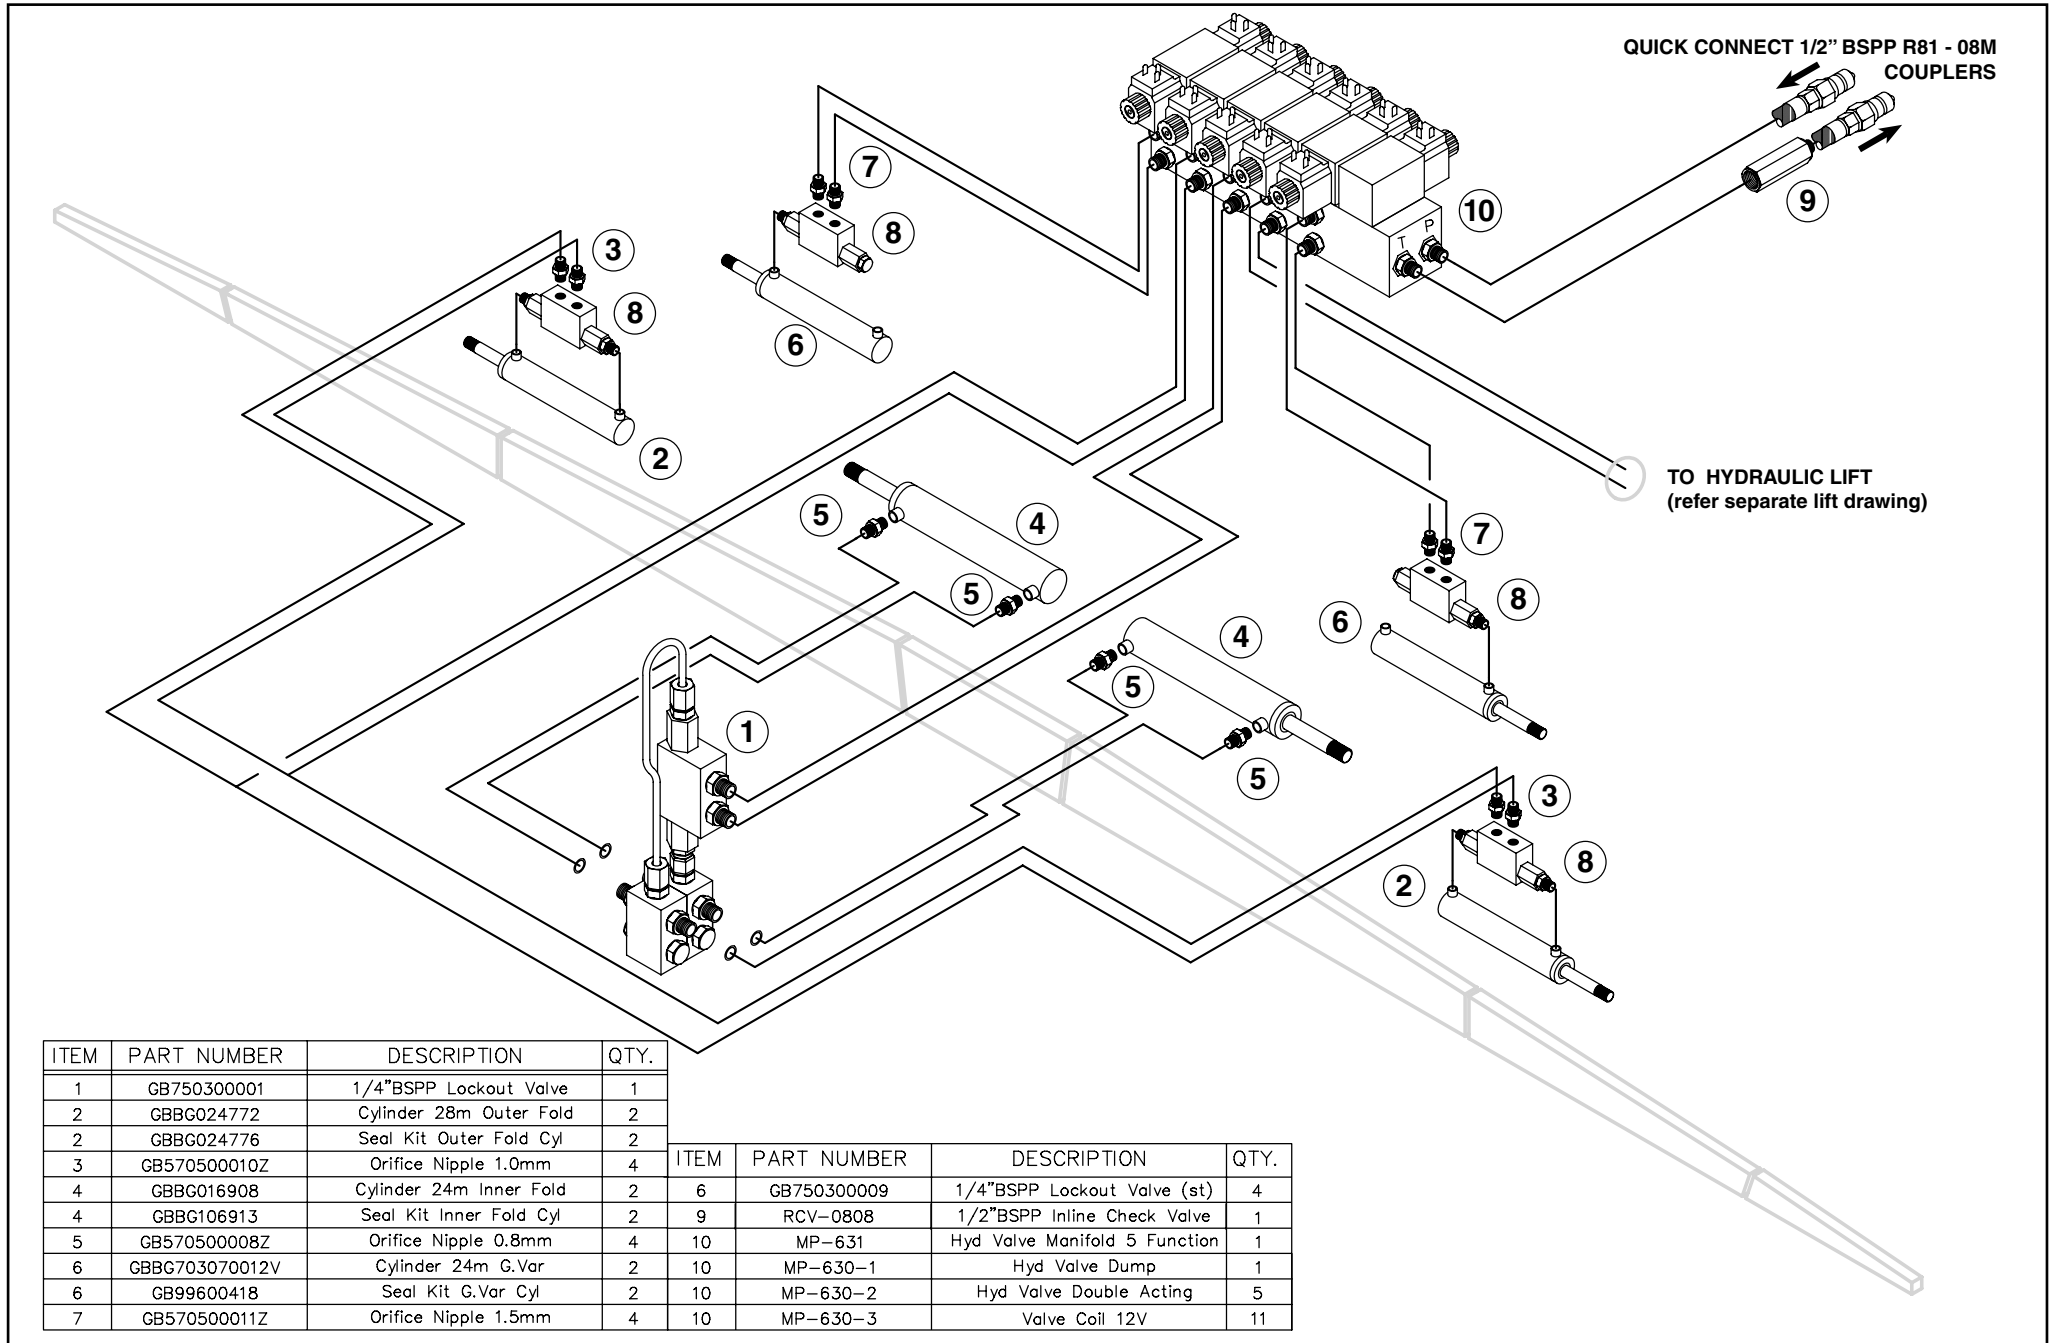 QUICK CONNECT 1/2” BSPP R81 - 08M
COUPLERS
7
10
9
3
8
8
6
2
TO HYDRAULIC LIFT
(refer separate lift drawing)
5
4
7
5
8
6
4
5
1
5
3
8
2
T P
ITEM PART NUMBER DESCRIPTION QTY.
1 GB750300001 1/4”BSPP Lockout Valve 1
2 GBBG024772 Cylinder 28m Outer Fold 2
2 GBBG024776 Seal Kit Outer Fold Cyl 2
3 GB570500010Z Orifice Nipple 1.0mm 4
4 GBBG016908 Cylinder 24m Inner Fold 2
4 GBBG106913 Seal Kit Inner Fold Cyl 2
5 GB570500008Z Orifice Nipple 0.8mm 4
6 GBBG703070012V Cylinder 24m G.Var 2
6 GB99600418 Seal Kit G.Var Cyl 2
7 GB570500011Z Orifice Nipple 1.5mm 4
ITEM PART NUMBER DESCRIPTION QTY.
6 GB750300009 1/4”BSPP Lockout Valve (st) 4
9 RCV-0808 1/2”BSPP Inline Check Valve 1
10 MP-631 Hyd Valve Manifold 5 Function 1
10 MP-630-1 Hyd Valve Dump 1
10 MP-630-2 Hyd Valve Double Acting 5
10 MP-630-3 Valve Coil 12V 11